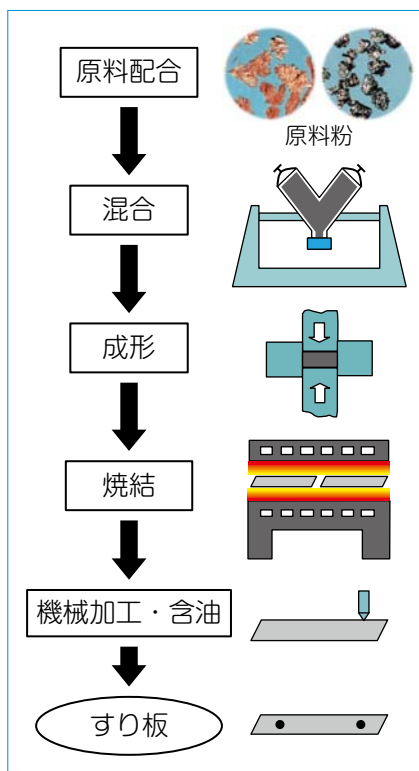 原料配合
原料粉
混合
成形
焼結
機械加工・含油
すり板